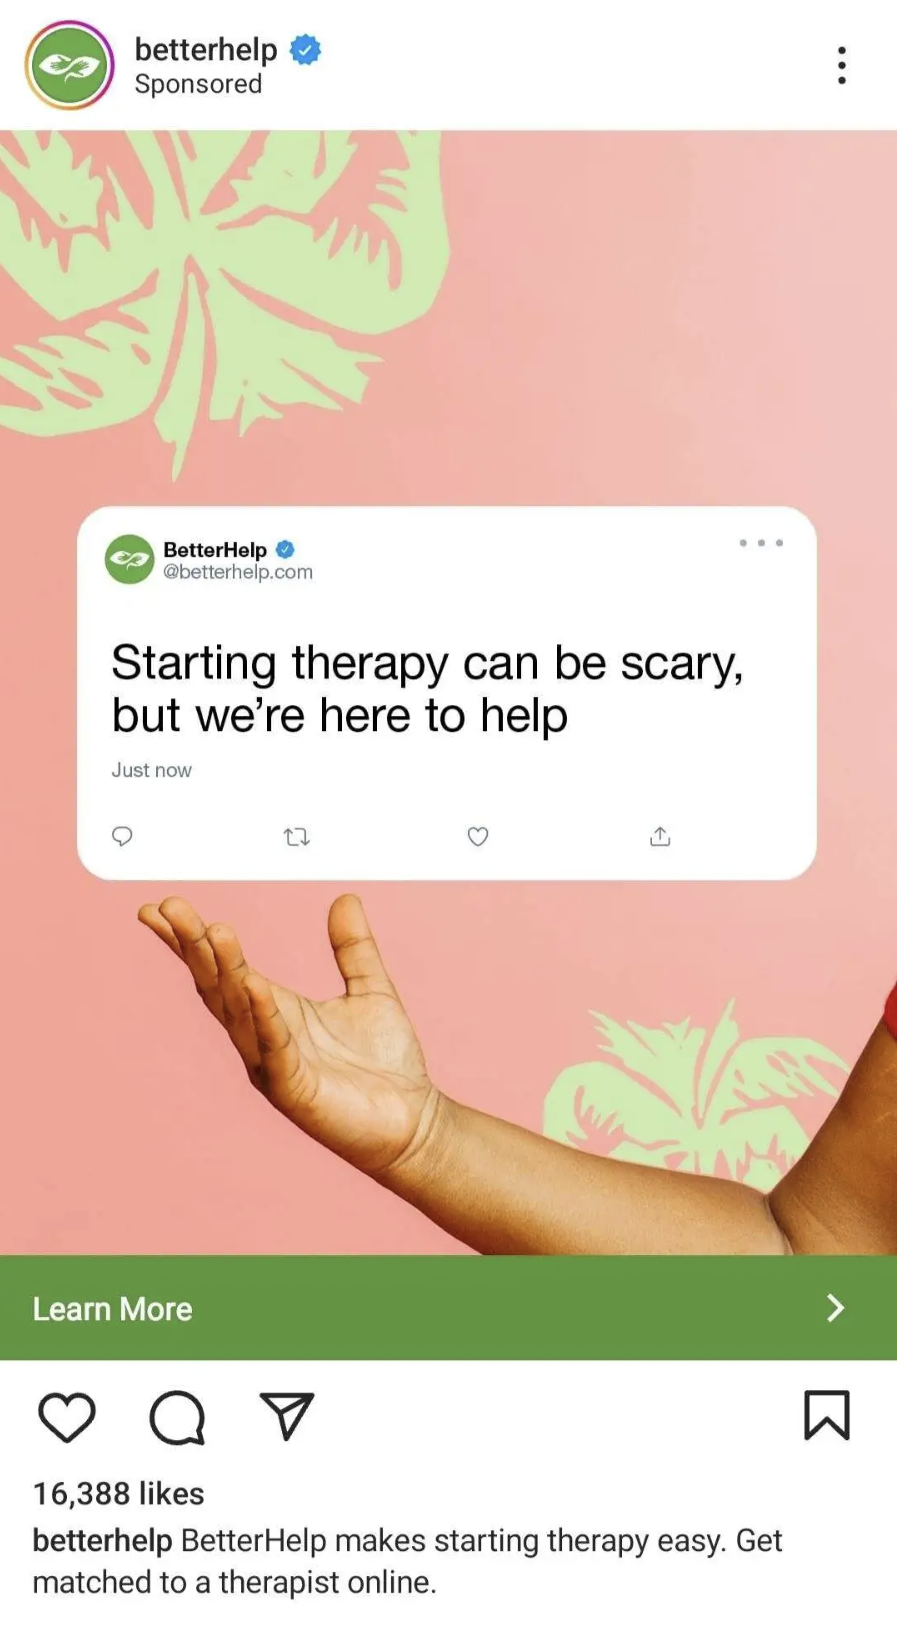 betterhelp
Sponsored
BetterHelp
@betterhelp.com
Starting therapy can be scary,
but we're here to help
Just now
Learn More
16,388 likes
betterhelp BetterHelp makes starting therapy easy. Get
matched to a therapist online.